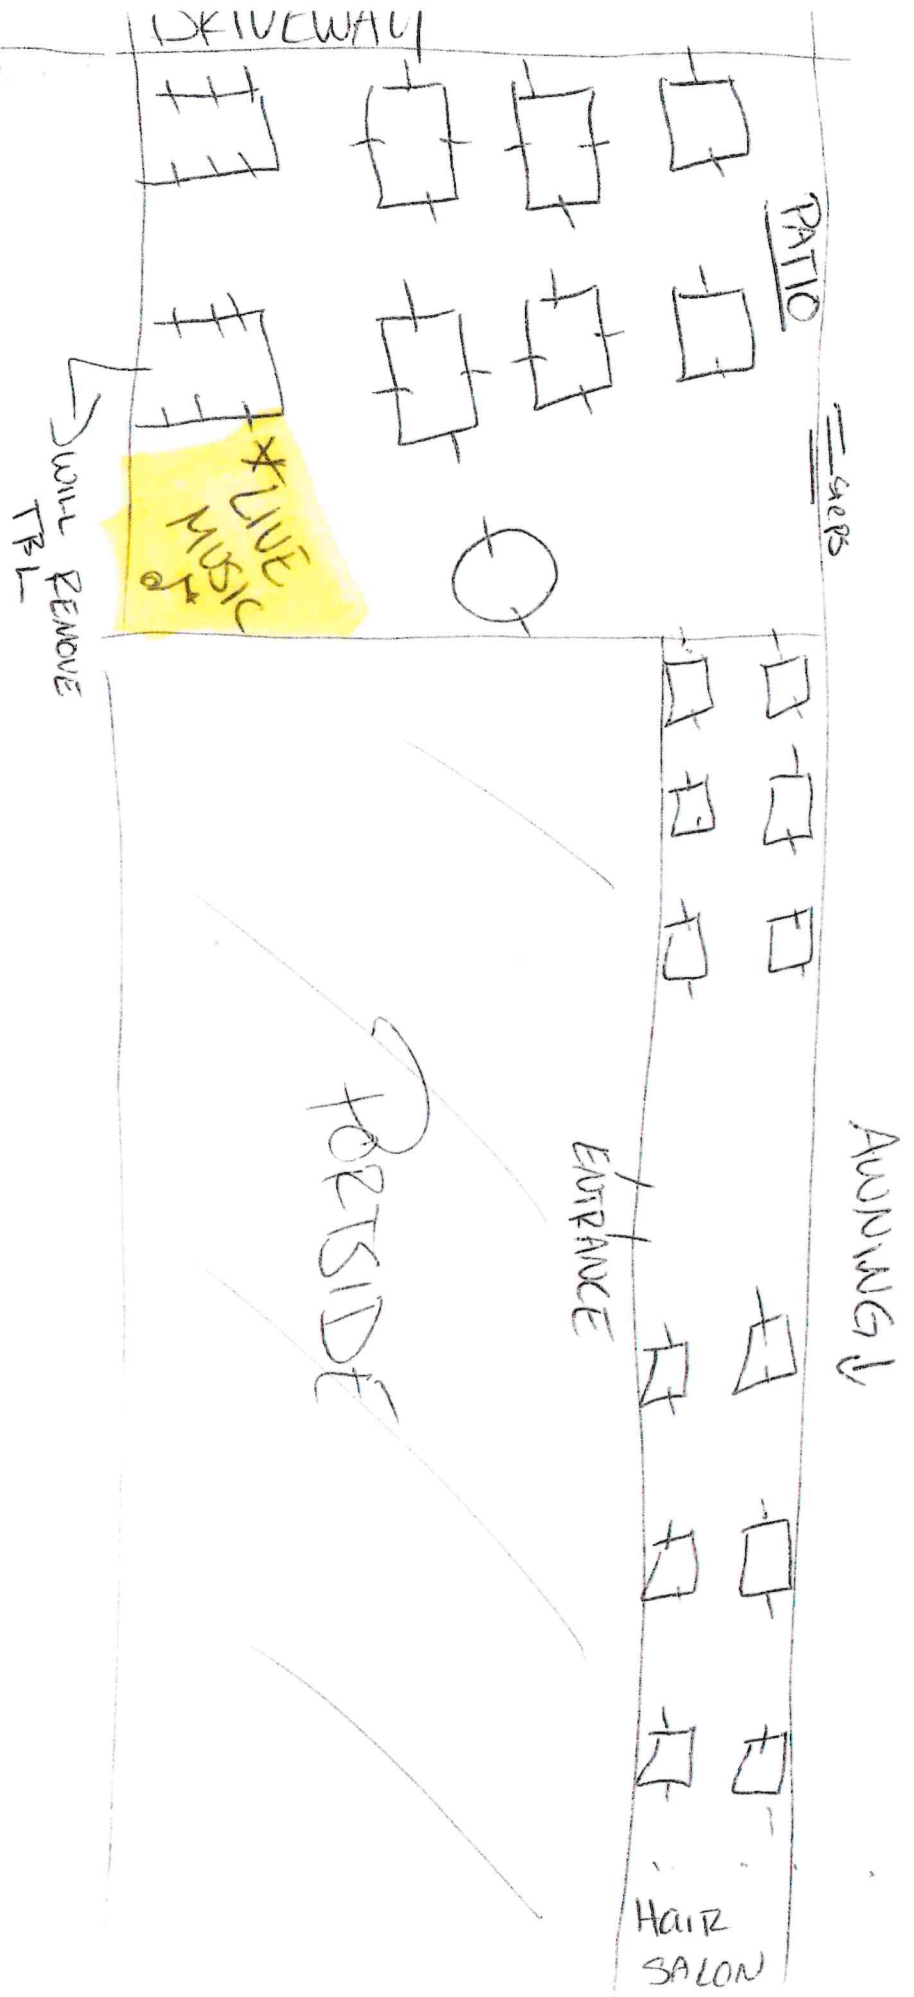 DRIVEWAY
PATIO
STEPS
* LIVE
MUSIC
WILL REMOVE
TBL
AWNING ↓
ENTRANCE
PORTSIDE
HAIR
SALON